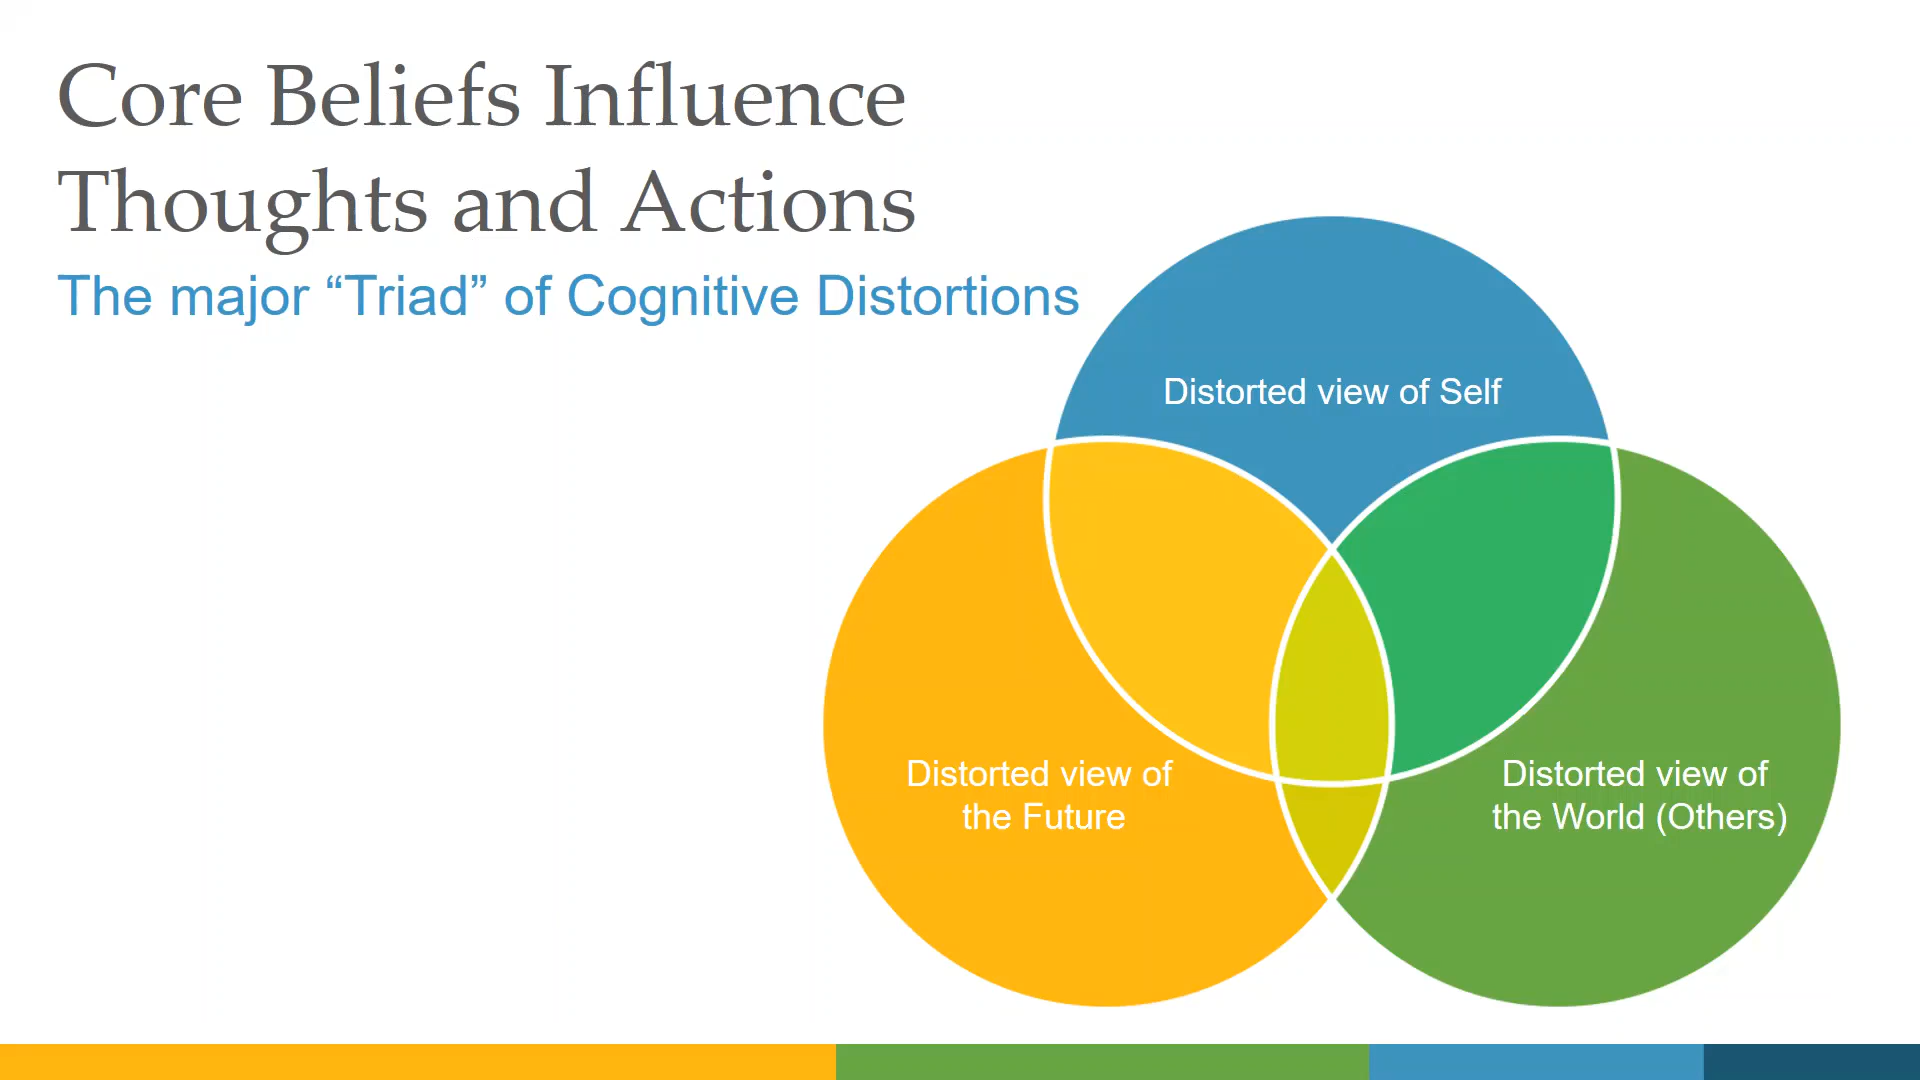 Core Beliefs Influence
Thoughts and Actions
The major “Triad” of Cognitive Distortions
Distorted view of Self
Distorted view of
the Future
Distorted view of
the World (Others)